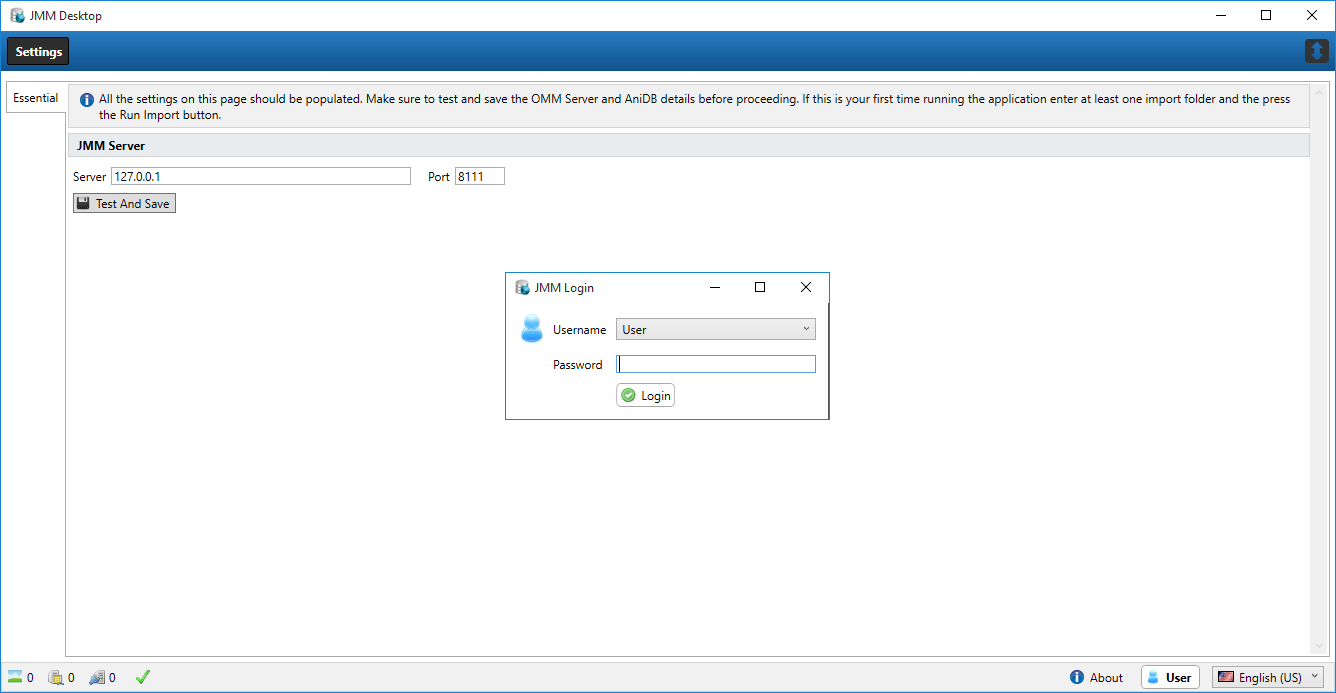 JMM Desktop
Settings
Essential
All the settings on this page should be populated. Make sure to test and save the OMM Server and AniDB details before proceeding. If this is your first time running the application enter at least one import folder and the press
the Run Import button.
JMM Server
Server 127.0.0.1 Port 8111
Test And Save
JMM Login
Username User
Password
Login
0 0 0 About User English (US)